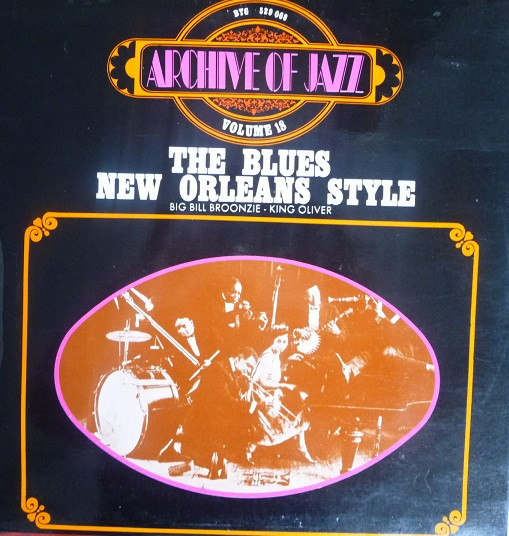 BYG · 529 068
ARCHIVE OF JAZZ
VOLUME 18
THE BLUES
NEW ORLEANS STYLE
BIG BILL BROONZIE - KING OLIVER